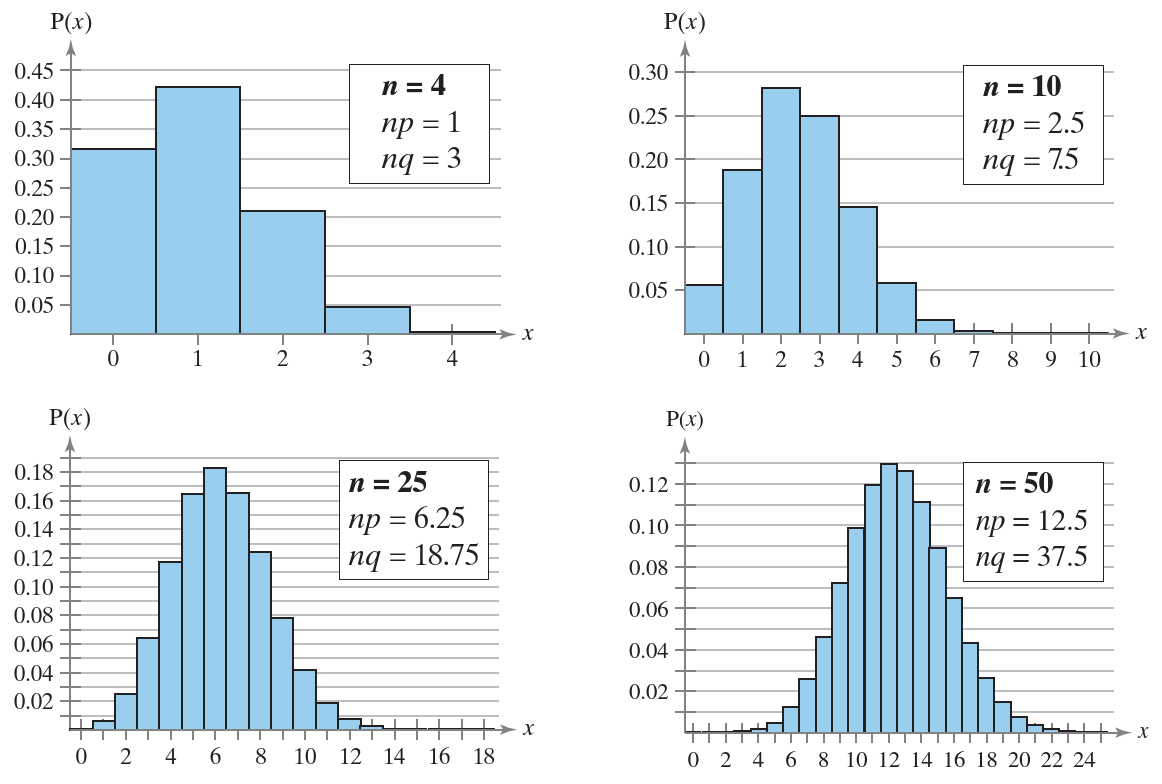 P(x)
0.45
0.40
0.35
0.30
0.25
0.20
0.15
0.10
0.05
n = 4
np = 1
nq = 3
0 1 2 3 4
x
P(x)
0.30
0.25
0.20
0.15
0.10
0.05
n = 10
np = 2.5
nq = 7.5
0 1 2 3 4 5 6 7 8 9 10
x
P(x)
0.18
0.16
0.14
0.12
0.10
0.08
0.06
0.04
0.02
n = 25
np = 6.25
nq = 18.75
0 2 4 6 8 10 12 14 16 18
x
P(x)
0.12
0.10
0.08
0.06
0.04
0.02
n = 50
np = 12.5
nq = 37.5
0 2 4 6 8 10 12 14 16 18 20 22 24
x